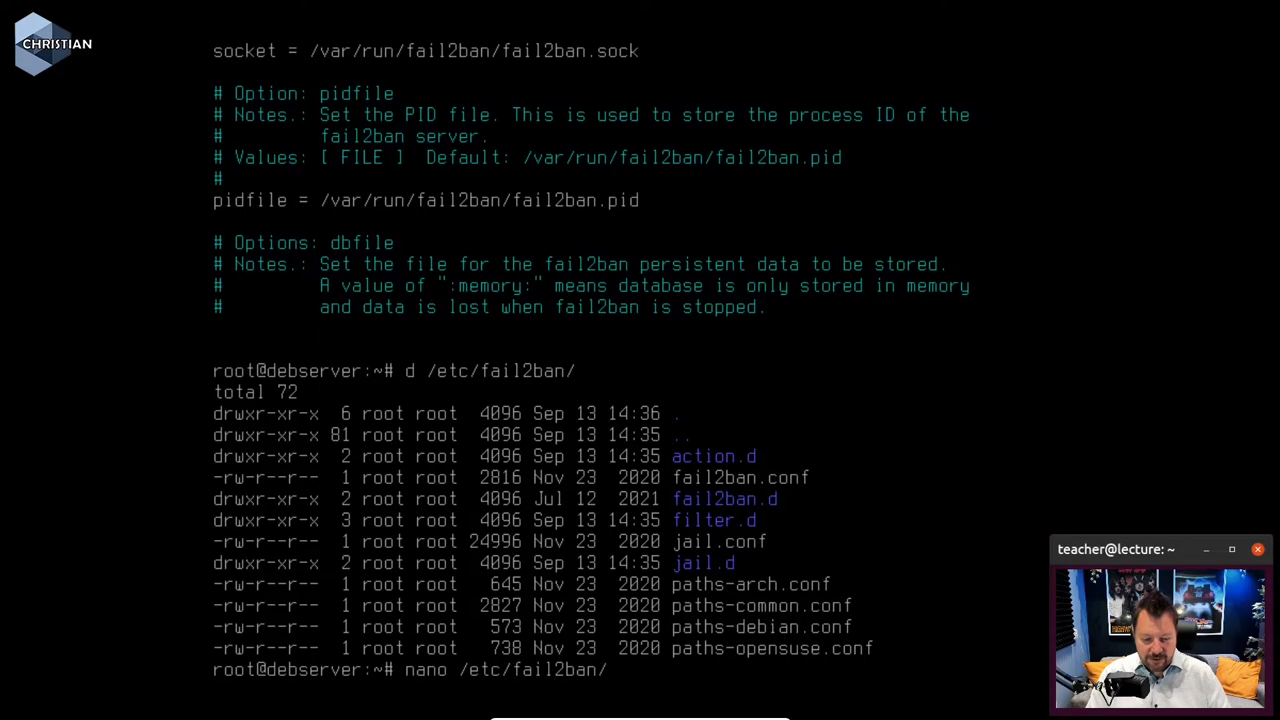 CHRISTIAN
socket = /var/run/fail2ban/fail2ban.sock
# Option: pidfile
# Notes.: Set the PID file. This is used to store the process ID of the
#         fail2ban server.
# Values: [ FILE ]  Default: /var/run/fail2ban/fail2ban.pid
#
pidfile = /var/run/fail2ban/fail2ban.pid
# Options: dbfile
# Notes.: Set the file for the fail2ban persistent data to be stored.
#         A value of ":memory:" means database is only stored in memory
#         and data is lost when fail2ban is stopped.
root@debserver:~# d /etc/fail2ban/
total 72
drwxr-xr-x  6 root root  4096 Sep 13 14:36 .
drwxr-xr-x 81 root root  4096 Sep 13 14:35 ..
drwxr-xr-x  2 root root  4096 Sep 13 14:35 action.d
-rw-r--r--  1 root root  2816 Nov 23  2020 fail2ban.conf
drwxr-xr-x  2 root root  4096 Jul 12  2021 fail2ban.d
drwxr-xr-x  3 root root  4096 Sep 13 14:35 filter.d
-rw-r--r--  1 root root 24996 Nov 23  2020 jail.conf
drwxr-xr-x  2 root root  4096 Sep 13 14:35 jail.d
-rw-r--r--  1 root root   645 Nov 23  2020 paths-arch.conf
-rw-r--r--  1 root root  2827 Nov 23  2020 paths-common.conf
-rw-r--r--  1 root root   573 Nov 23  2020 paths-debian.conf
-rw-r--r--  1 root root   738 Nov 23  2020 paths-opensuse.conf
root@debserver:~# nano /etc/fail2ban/
teacher@lecture: ~